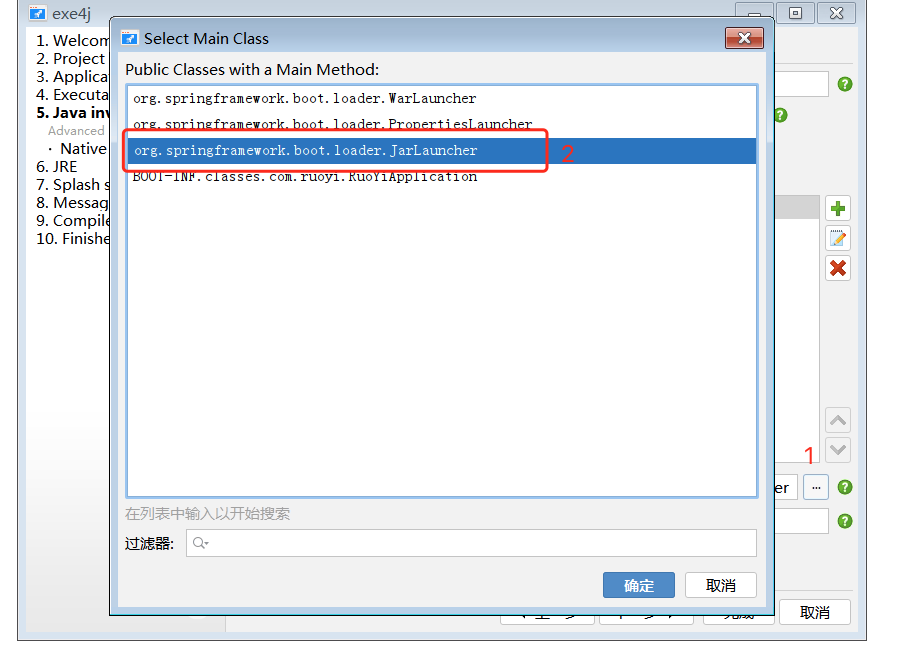 exe4j
Select Main Class
1. Welcom
2. Project
3. Applica
4. Executa
5. Java inv
Advanced
· Native
6. JRE
7. Splash s
8. Messag
9. Compile
10. Finishe
Public Classes with a Main Method:
org.springframework.boot.loader.WarLauncher
org.springframework.boot.loader.PropertiesLauncher
org.springframework.boot.loader.JarLauncher
2
BOOT-INF.classes.com.ruoyi.RuoYiApplication
1
er
...
在列表中输入以开始搜索
过滤器:
确定
取消
取消